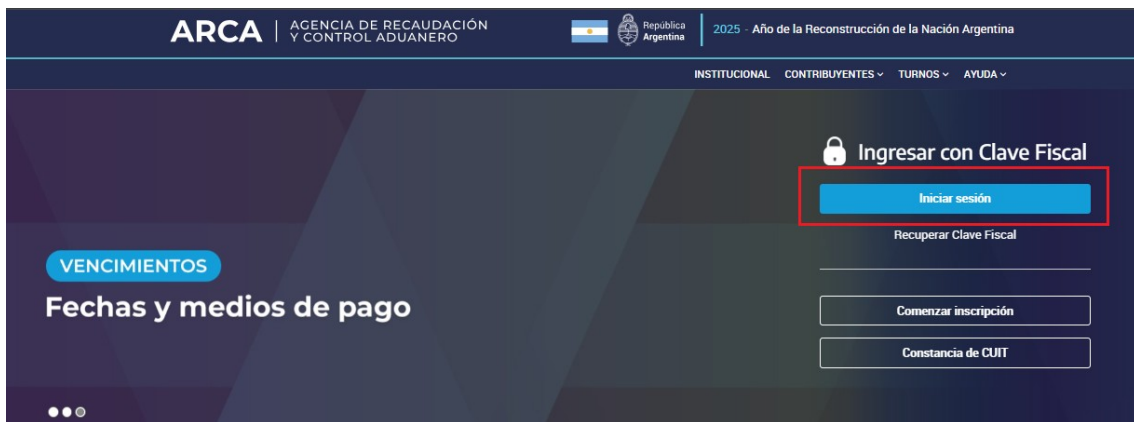 ARCA
AGENCIA DE RECAUDACIÓN
Y CONTROL ADUANERO
República
Argentina
2025 - Año de la Reconstrucción de la Nación Argentina
INSTITUCIONAL CONTRIBUYENTES TURNOS AYUDA
Ingresar con Clave Fiscal
Iniciar sesión
Recuperar Clave Fiscal
VENCIMIENTOS
Fechas y medios de pago
Comenzar inscripción
Constancia de CUIT